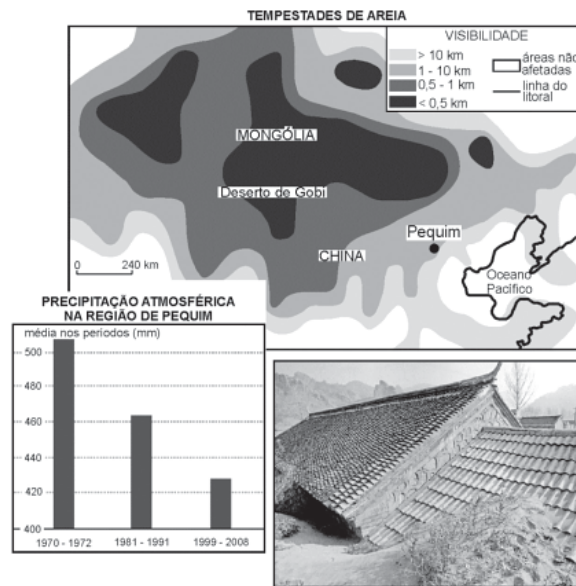 TEMPESTADES DE AREIA
VISIBILIDADE
> 10 km
1 - 10 km
0,5 - 1 km
< 0,5 km
áreas não
afetadas
linha do
litoral
MONGÓLIA
Deserto de Gobi
CHINA
Pequim
Oceano
Pacífico
0 240 km
PRECIPITAÇÃO ATMOSFÉRICA
NA REGIÃO DE PEQUIM
média nos períodos (mm)
500
480
460
440
420
400
1970 - 1972
1981 - 1991
1999 - 2008